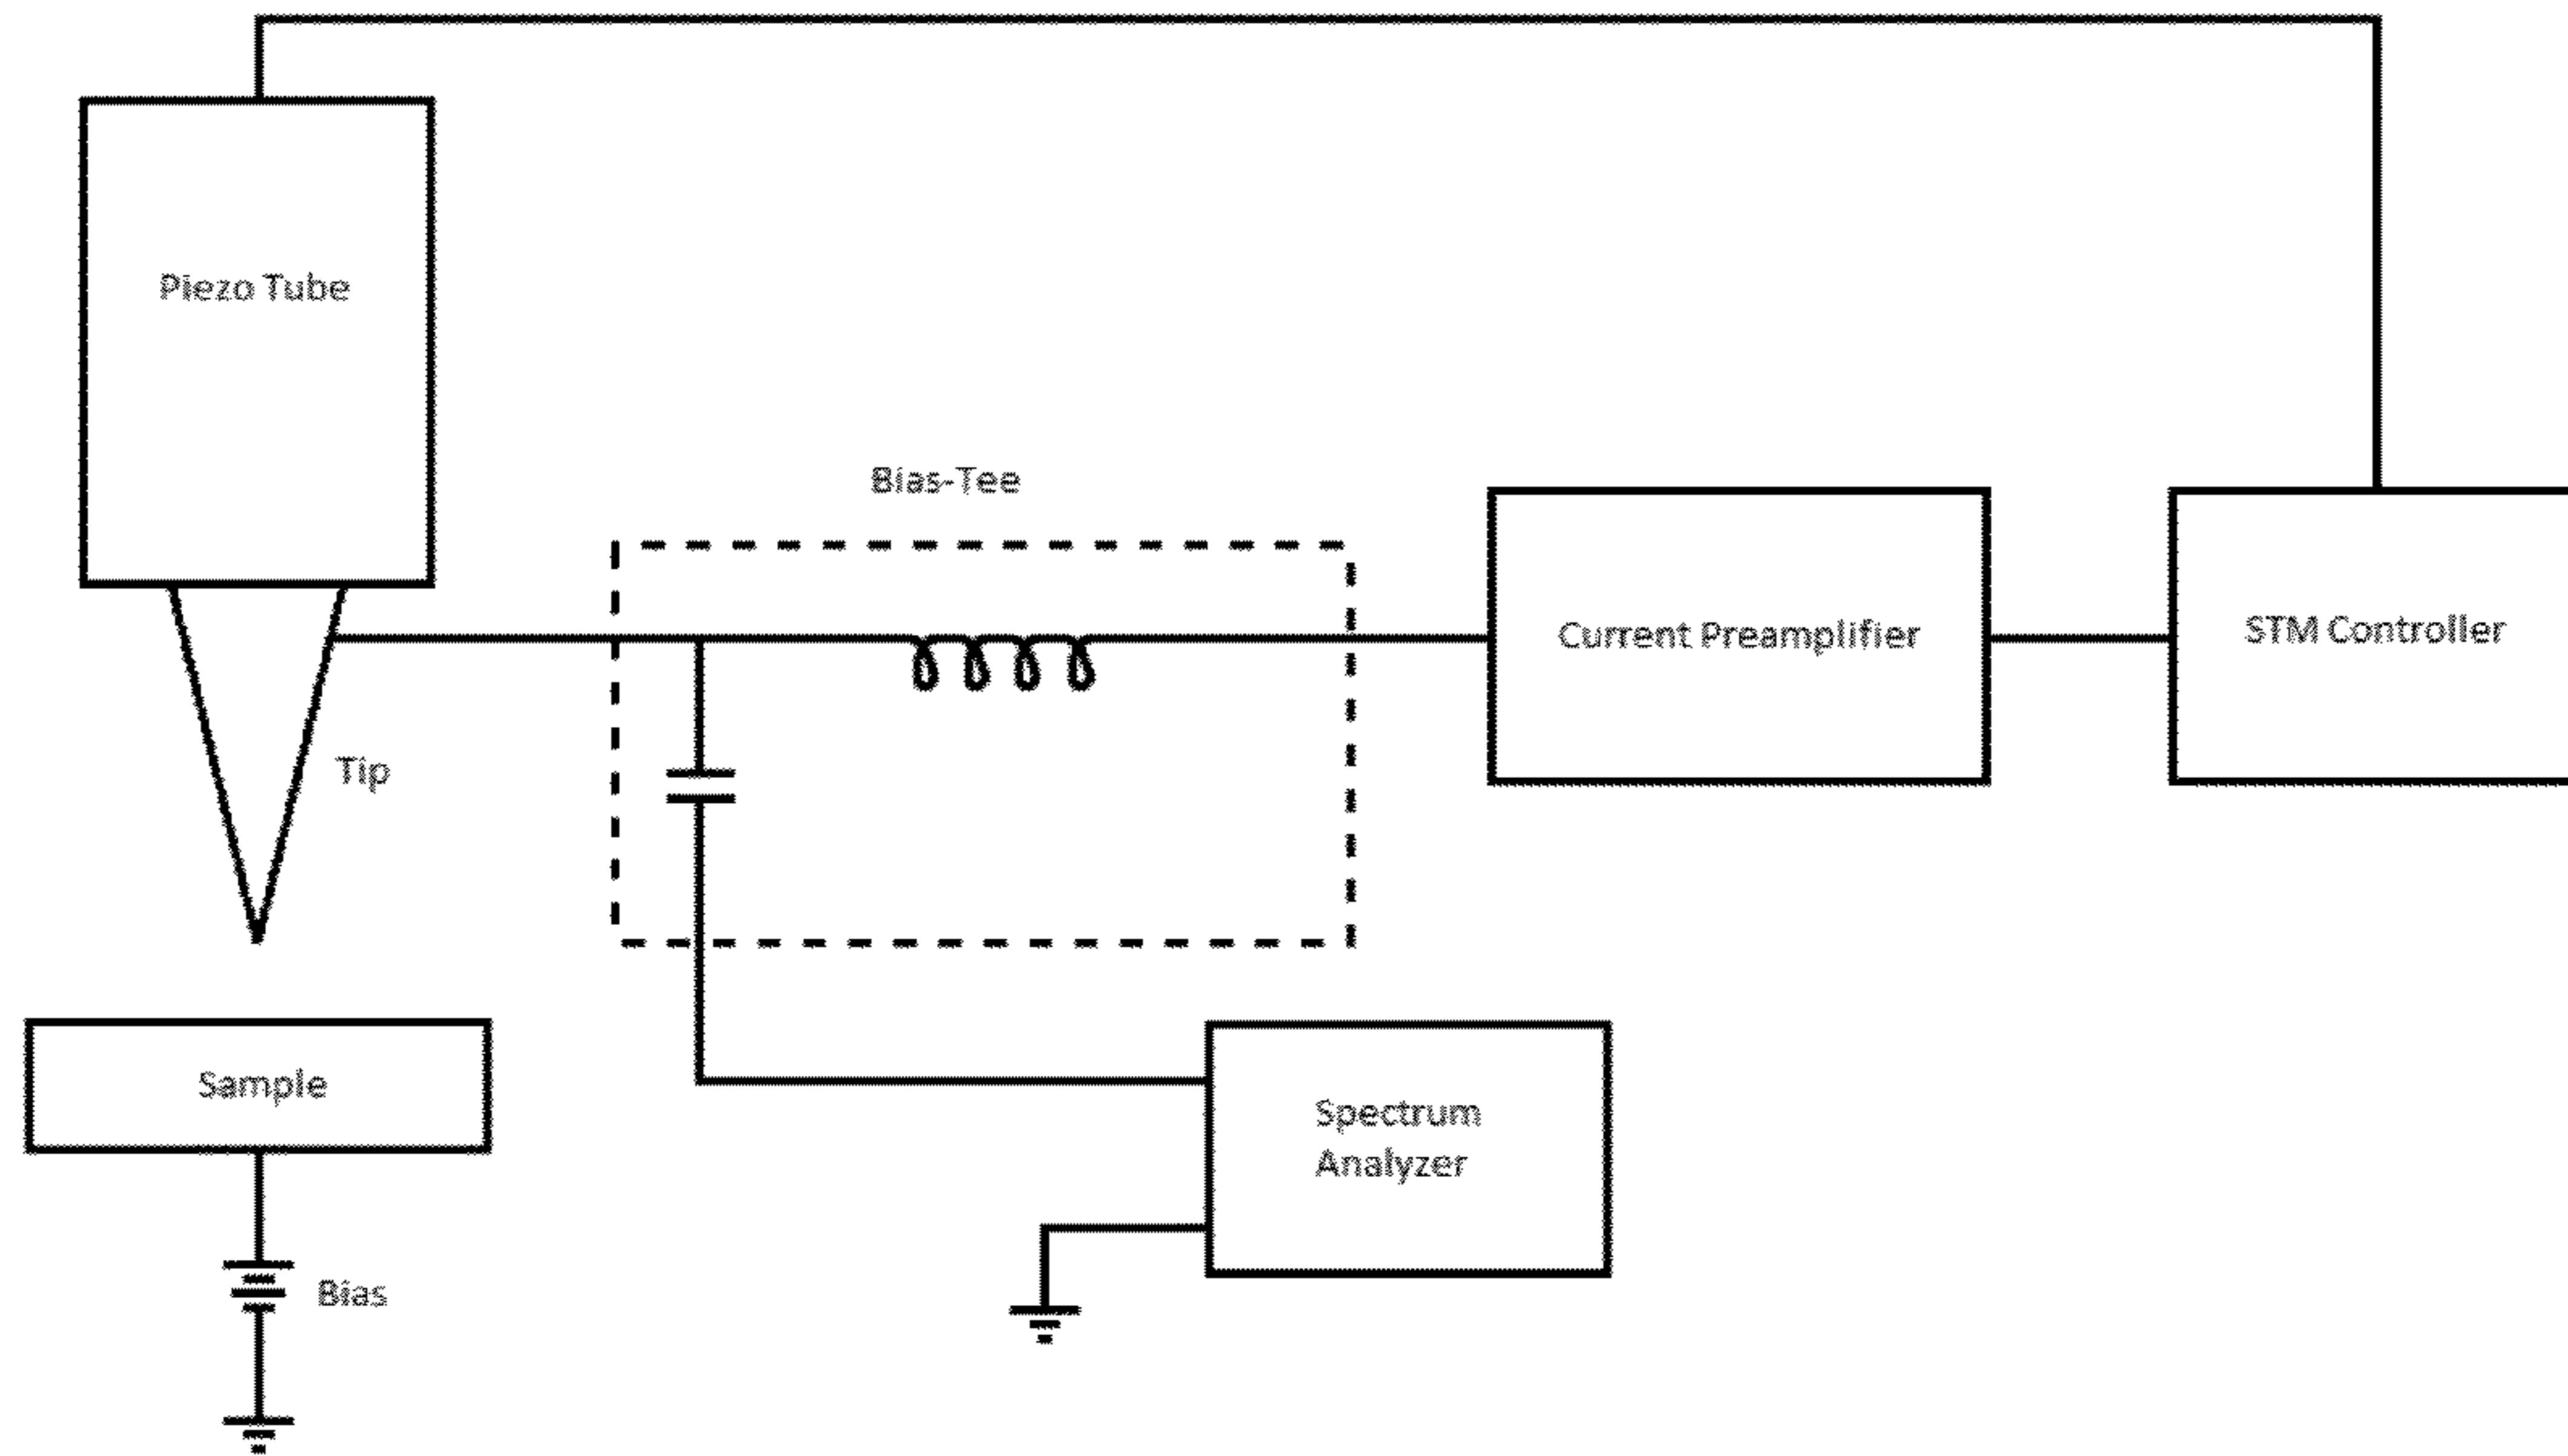 Piezo Tube
Bias-Tee
Current Preamplifier
STM Controller
Tip
Sample
Spectrum
Analyzer
Bias